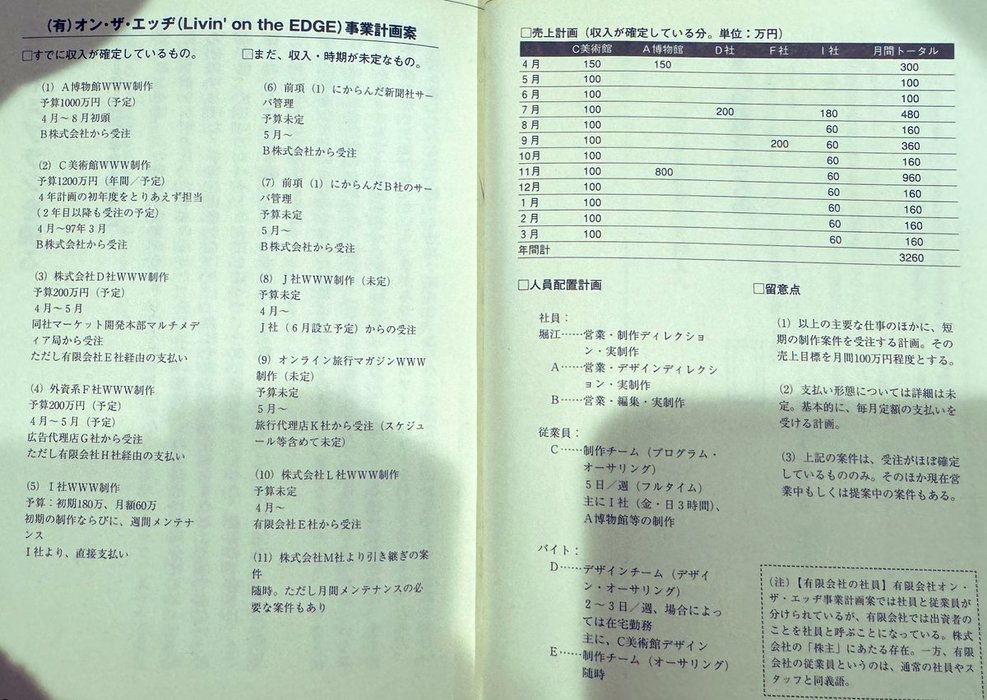 (有)オン・ザ・エッヂ(Livin' on the EDGE)事業計画案
□すでに収入が確定しているもの。
(1) A博物館WWW制作
予算1000万円(予定)
4月〜8月初頭
B株式会社から受注
(2) C美術館WWW制作
予算1200万円(年間/予定)
4年計画の初年度をとりあえず担当
(2年目以降も受注の予定)
4月〜97年3月
B株式会社から受注
(3) 株式会社D社WWW制作
予算200万円(予定)
4月〜5月
同社マーケット開発本部マルチメデ
ィア局から受注
ただし有限会社E社経由の支払い
(4) 外資系F社WWW制作
予算200万円(予定)
4月〜5月(予定)
広告代理店G社から受注
ただし有限会社H社経由の支払い
(5) I社WWW制作
予算:初期180万、月額60万
初期の制作ならびに、週間メンテナ
ンス
I社より、直接支払い
□まだ、収入・時期が未定なもの。
(6) 前項(1)にからんだ新聞社サー
バ管理
予算未定
5月〜
B株式会社から受注
(7) 前項(1)にからんだB社のサー
バ管理
予算未定
5月〜
B株式会社から受注
(8) J社WWW制作(未定)
予算未定
4月〜
J社(6月設立予定)からの受注
(9) オンライン旅行マガジンWWW
制作(未定)
予算未定
5月〜
旅行代理店K社から受注(スケジュ
ール等含めて未定)
(10) 株式会社L社WWW制作
予算未定
4月〜
有限会社E社から受注
(11) 株式会社M社より引き継ぎの案
件
随時。ただし月間メンテナンスの必
要な案件もあり
□売上計画(収入が確定している分。単位:万円)
C美術館 A博物館 D社 F社 I社 月間トータル
4月 150 150 300
5月 100 100
6月 100 100
7月 100 200 180 480
8月 100 60 160
9月 100 200 60 360
10月 100 60 160
11月 100 800 60 960
12月 100 60 160
1月 100 60 160
2月 100 60 160
3月 100 60 160
年間計 3260
□人員配置計画
社員:
堀江……営業・制作ディレクショ
ン・実制作
A……営業・デザインディレクシ
ョン・実制作
B……営業・編集・実制作
従業員:
C……制作チーム(プログラム・
オーサリング)
5日/週(フルタイム)
主にI社(金・日3時間)、
A博物館等の制作
バイト:
D……デザインチーム(デザイ
ン・オーサリング)
2〜3日/週、場合によっ
ては在宅勤務
主に、C美術館デザイン
E……制作チーム(オーサリング)
随時
□留意点
(1) 以上の主要な仕事のほかに、短
期の制作案件を受注する計画。その
売上目標を月間100万円程度とする。
(2) 支払い形態については詳細は未
定。基本的に、毎月定額の支払いを
受ける計画。
(3) 上記の案件は、受注がほぼ確定
しているもののみ。そのほか現在営
業中もしくは提案中の案件もある。
(注)【有限会社の社員】有限会社オン・
ザ・エッヂ事業計画案では社員と従業員が
分けられているが、有限会社では出資者の
ことを社員と呼ぶことになっている。株式
会社の「株主」にあたる存在。一方、有限
会社の従業員というのは、通常の社員やス
タッフと同義語。